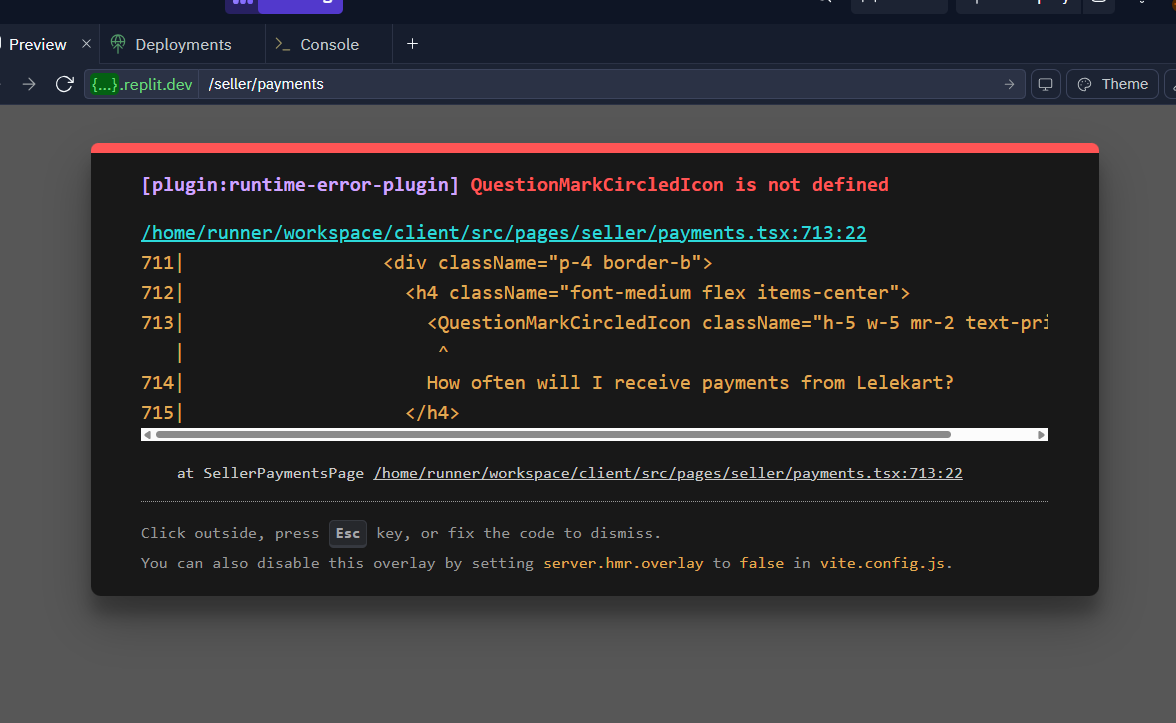 Preview
Deployments
Console
{...}.replit.dev /seller/payments
Theme
[plugin:runtime-error-plugin] QuestionMarkCircledIcon is not defined
/home/runner/workspace/client/src/pages/seller/payments.tsx:713:22
711| <div className="p-4 border-b">
712| <h4 className="font-medium flex items-center">
713| <QuestionMarkCircledIcon className="h-5 w-5 mr-2 text-pri
| ^
714| How often will I receive payments from Lelekart?
715| </h4>
at SellerPaymentsPage /home/runner/workspace/client/src/pages/seller/payments.tsx:713:22
Click outside, press Esc key, or fix the code to dismiss.
You can also disable this overlay by setting server.hmr.overlay to false in vite.config.js.